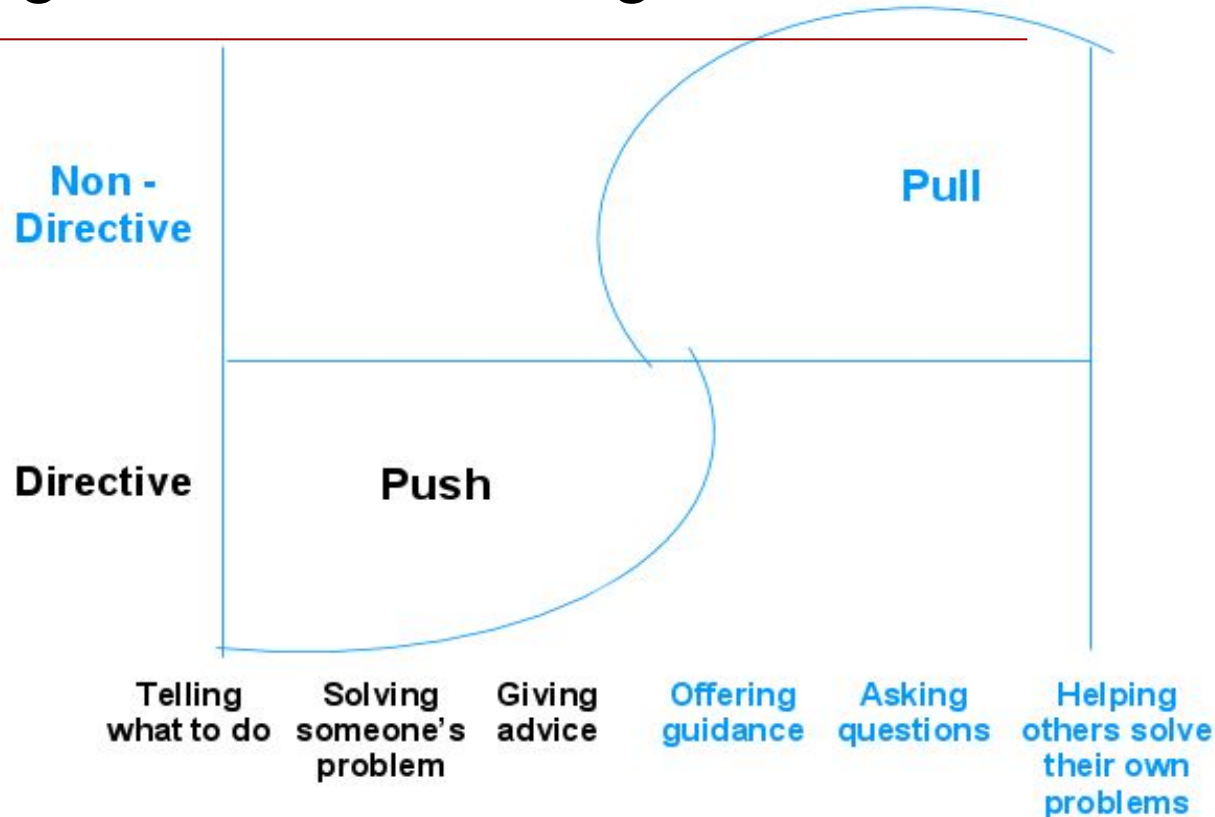 Non -
Directive
Pull
Directive
Push
Telling
what to do
Solving
someone's
problem
Giving
advice
Offering
guidance
Asking
questions
Helping
others solve
their own
problems